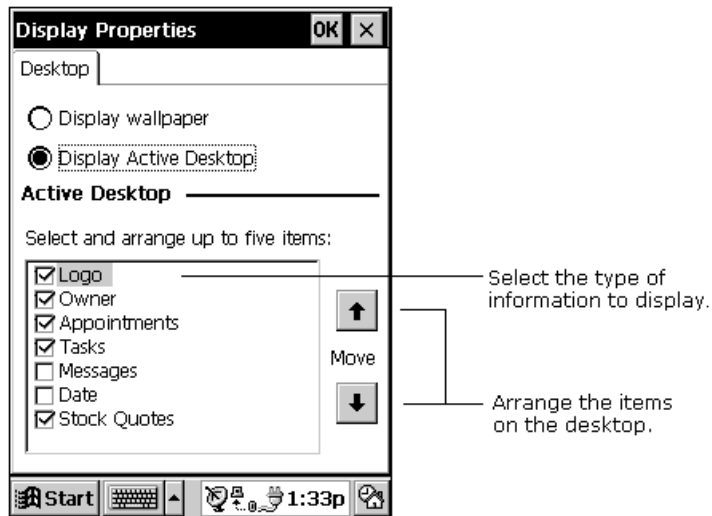 Display Properties OK ×
Desktop
Display wallpaper
Display Active Desktop
Active Desktop
Select and arrange up to five items:
Logo
Owner
Appointments
Tasks
Messages
Date
Stock Quotes
Move
Select the type of
information to display.
Arrange the items
on the desktop.
Start 1:33p